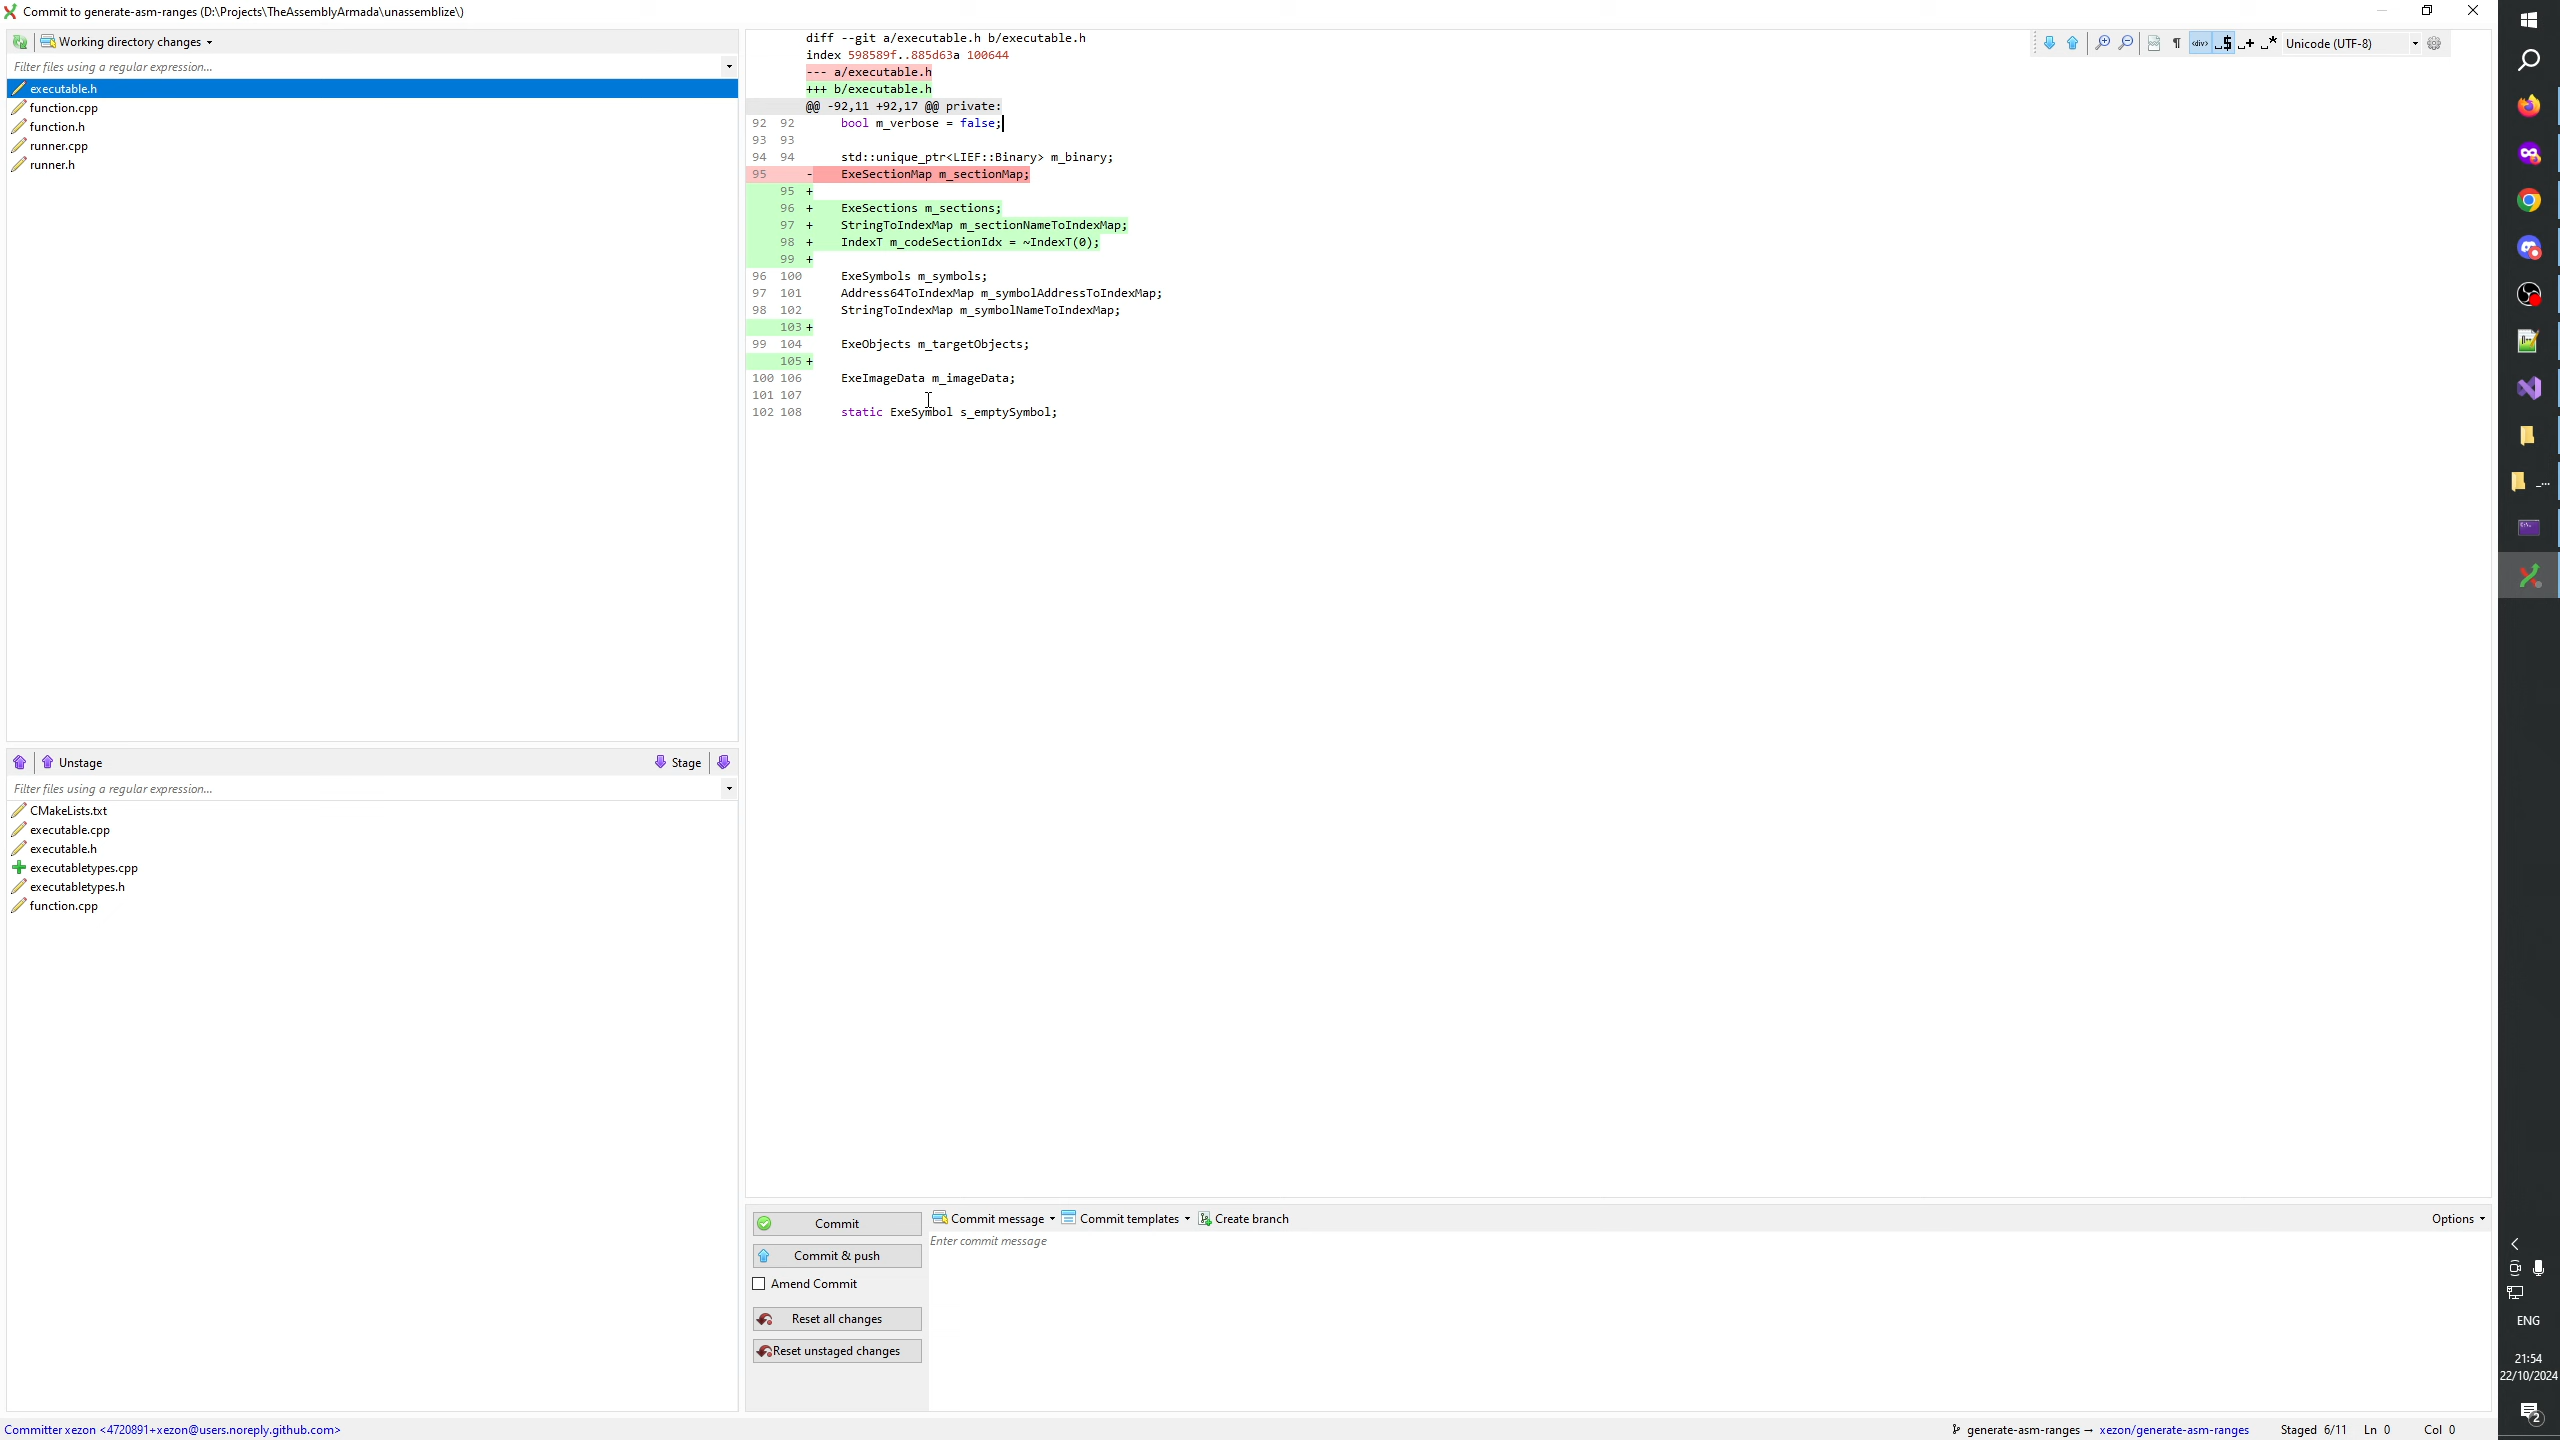 Commit to generate-asm-ranges (D:\Projects\TheAssemblyArmada\unassemblize\)
Working directory changes
Filter files using a regular expression...
executable.h
function.cpp
function.h
runner.cpp
runner.h
Unstage
Stage
Filter files using a regular expression...
CMakeLists.txt
executable.cpp
executable.h
executabletypes.cpp
executabletypes.h
function.cpp
diff --git a/executable.h b/executable.h
index 598589f..885d63a 100644
--- a/executable.h
+++ b/executable.h
@@ -92,11 +92,17 @@ private:
92 92 bool m_verbose = false;
93 93
94 94 std::unique_ptr<LIEF::Binary> m_binary;
95 - ExeSectionMap m_sectionMap;
95 +
96 + ExeSections m_sections;
97 + StringToIndexMap m_sectionNameToIndexMap;
98 + IndexT m_codeSectionIdx = ~IndexT(0);
99 +
96 100 ExeSymbols m_symbols;
97 101 Address64ToIndexMap m_symbolAddressToIndexMap;
98 102 StringToIndexMap m_symbolNameToIndexMap;
103 +
99 104 ExeObjects m_targetObjects;
105 +
100 106 ExeImageData m_imageData;
101 107
102 108 static ExeSymbol s_emptySymbol;
<div> Unicode (UTF-8)
Commit
Commit & push
Amend Commit
Reset all changes
Reset unstaged changes
Commit message
Commit templates
Create branch
Options
Enter commit message
Committer xezon <4720891+xezon@users.noreply.github.com>
generate-asm-ranges → xezon/generate-asm-ranges
Staged 6/11
Ln 0
Col 0
ENG
21:54
22/10/2024
2